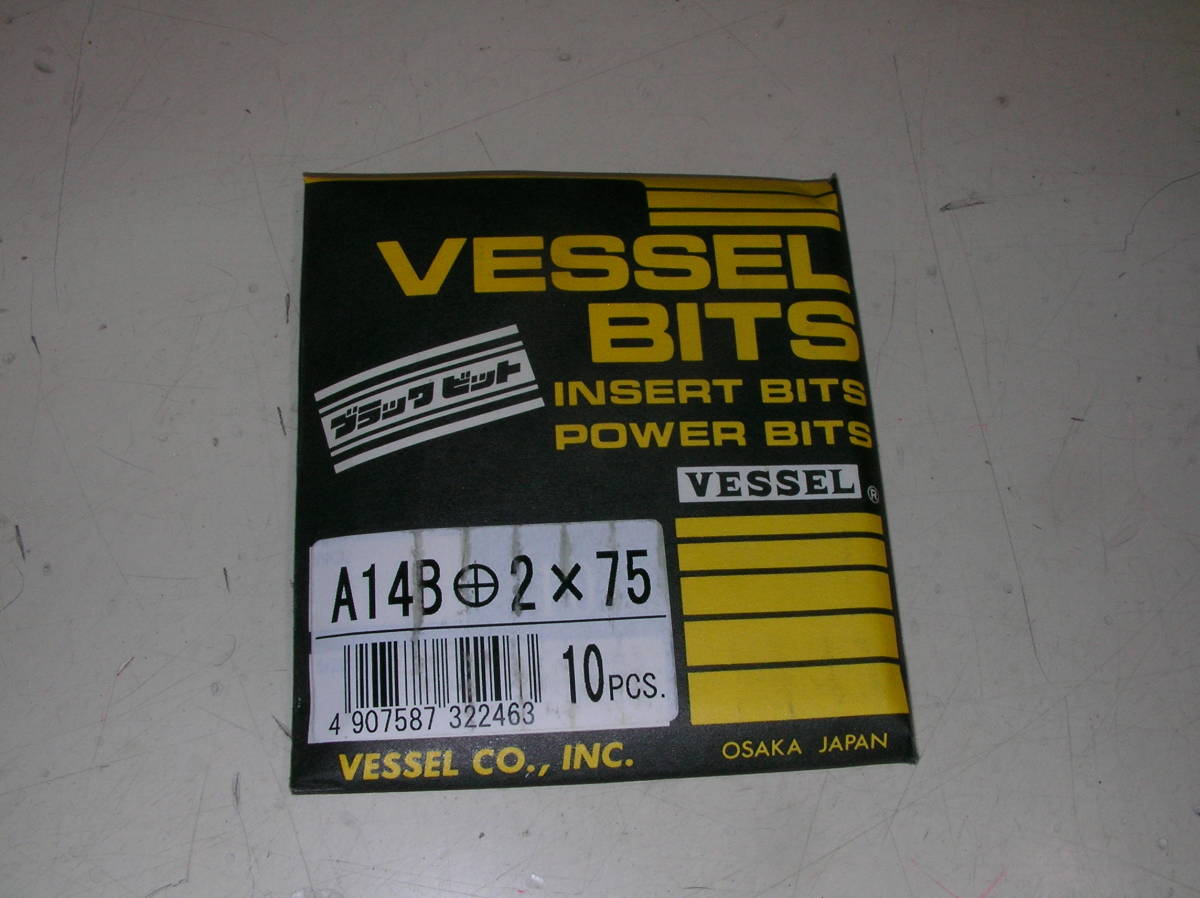 VESSEL
BITS
ブラックビット
INSERT BITS
POWER BITS
VESSEL ®
A14B⊕2×75
10PCS.
4 907587 322463
VESSEL CO., INC.
OSAKA JAPAN